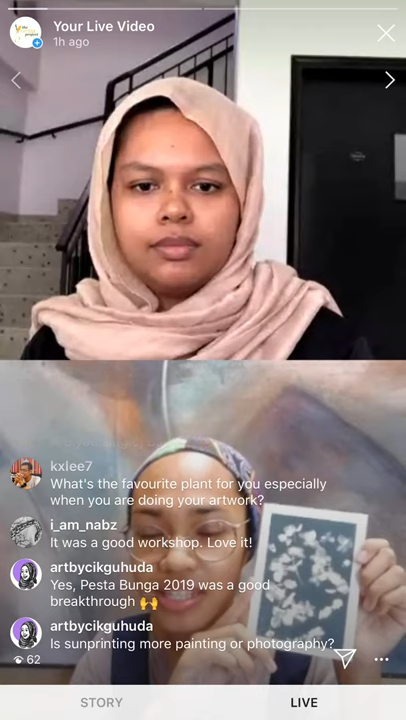 Your Live Video
1h ago
kxlee7
What's the favourite plant for you especially
when you are doing your artwork?
i_am_nabz
It was a good workshop. Love it!
artbycikguhuda
Yes, Pesta Bunga 2019 was a good
breakthrough 🙌
artbycikguhuda
Is sunprinting more painting or photography?
62
STORY
LIVE